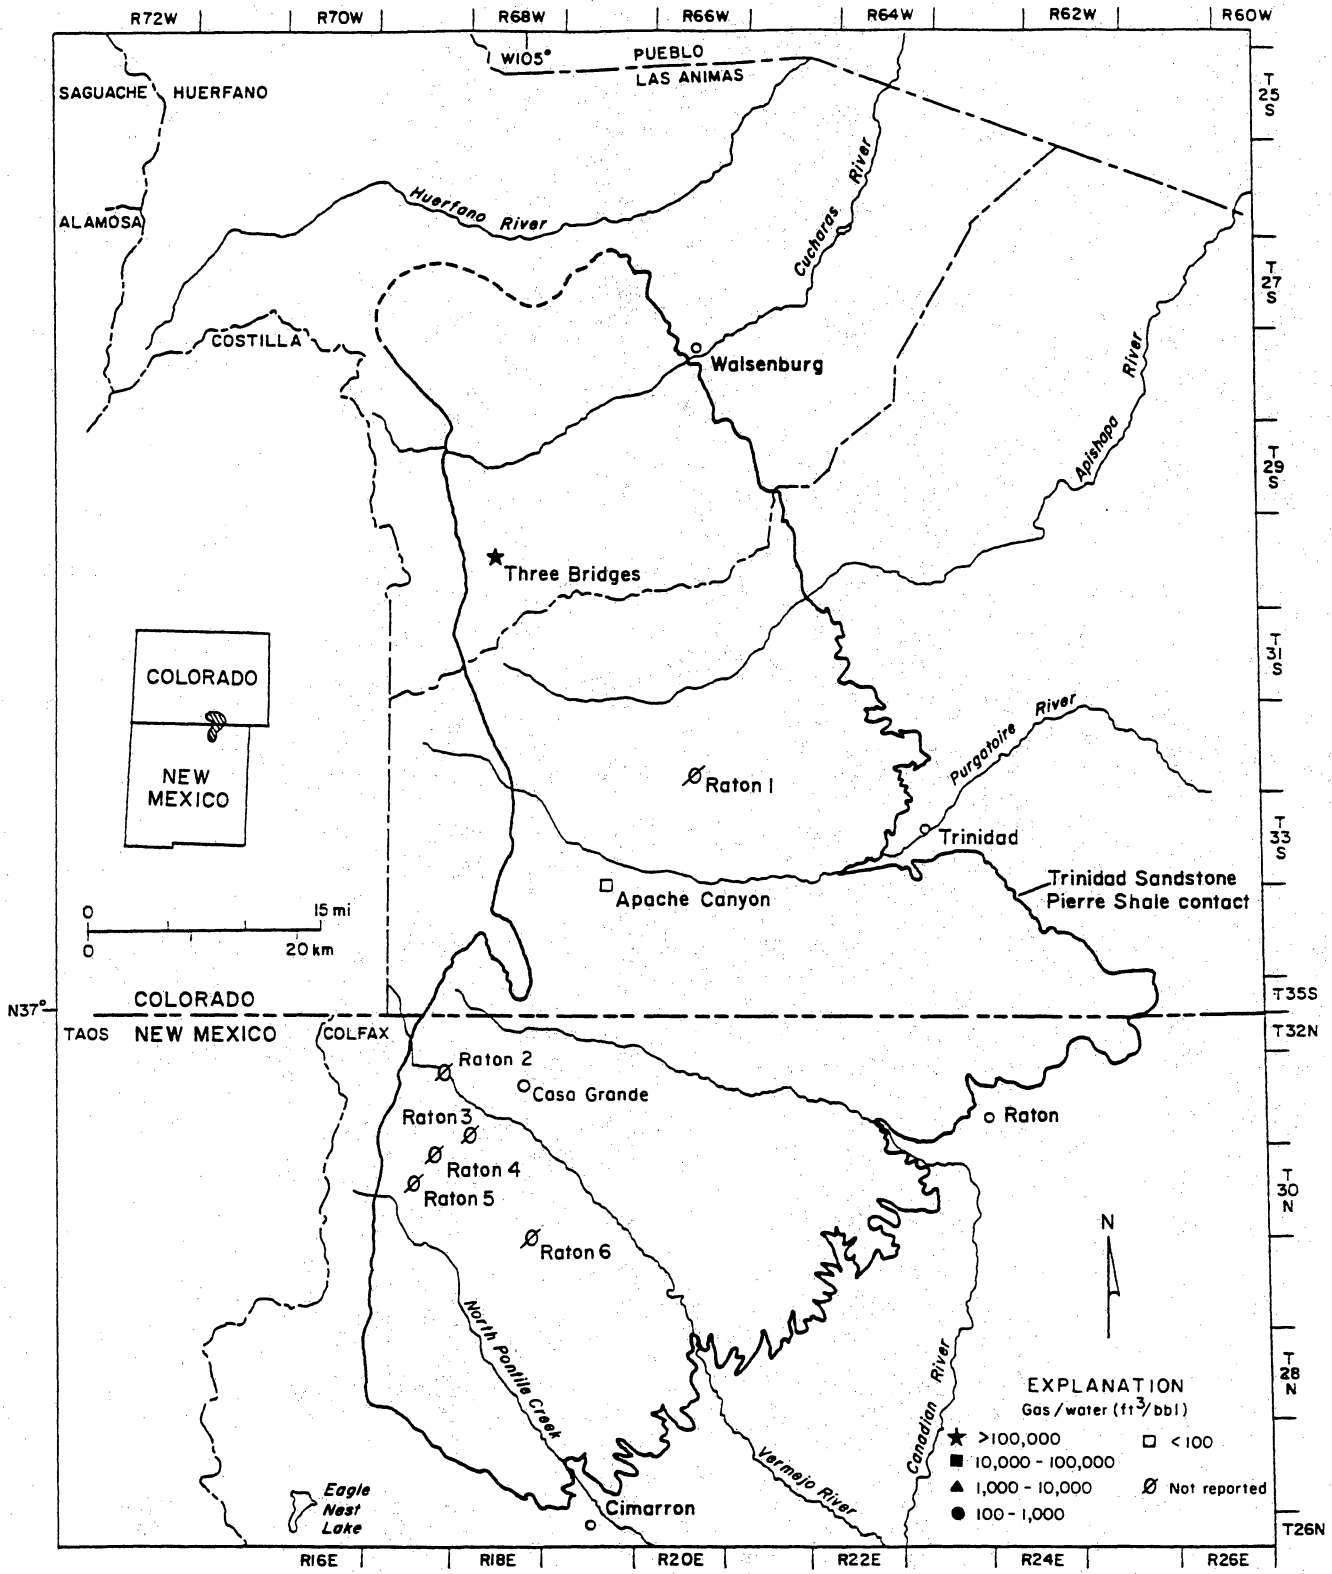 R72W R70W R68W R66W R64W R62W R60W
W105°
PUEBLO
LAS ANIMAS
SAGUACHE HUERFANO
T
25
S
ALAMOSA
Huerfano River
Cucharas River
T
27
S
COSTILLA
Walsenburg
River
Apishapa
T
29
S
Three Bridges
T
31
S
COLORADO
NEW
MEXICO
Purgatoire River
Raton 1
Trinidad
T
33
S
Apache Canyon
Trinidad Sandstone
Pierre Shale contact
0 15 mi
0 20 km
N37°
COLORADO
T35S
TAOS NEW MEXICO COLFAX
T32N
Raton 2
Casa Grande
Raton 3
Raton
Raton 4
Raton 5
T
30
N
Raton 6
N
North Ponfile Creek
Canadian River
Vermejo River
T
28
N
EXPLANATION
Gas/water (ft3/bbl)
>100,000 <100
10,000 - 100,000
1,000 - 10,000 Not reported
100 - 1,000
Eagle
Nest
Lake
Cimarron
T26N
R16E R18E R20E R22E R24E R26E